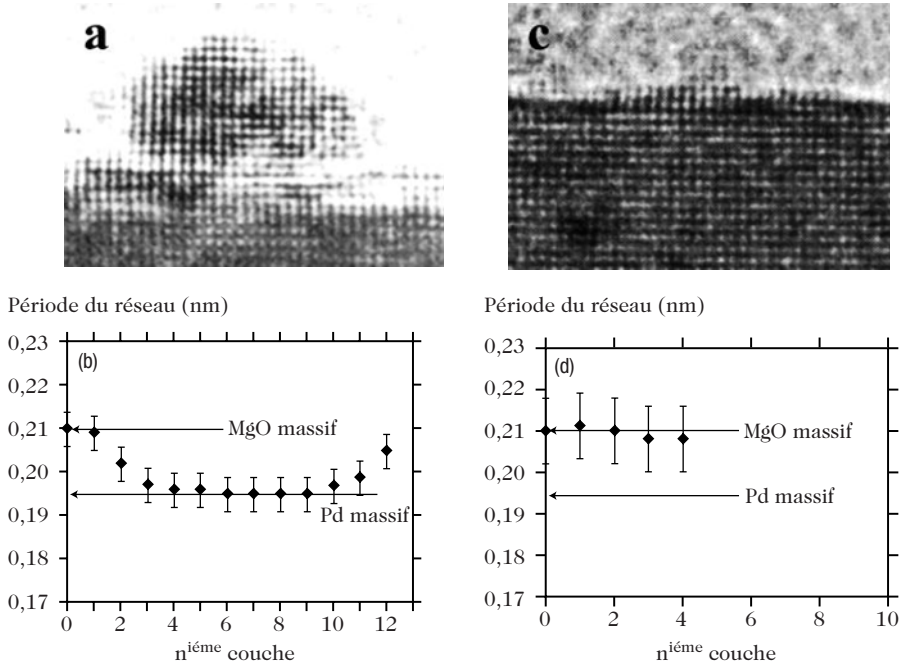 a
c
Période du réseau (nm)
0,23
0,22
0,21
0,20
0,19
0,18
0,17
(b)
MgO massif
Pd massif
0 2 4 6 8 10 12
nième couche
Période du réseau (nm)
0,23
0,22
0,21
0,20
0,19
0,18
0,17
(d)
MgO massif
Pd massif
0 2 4 6 8 10
nième couche